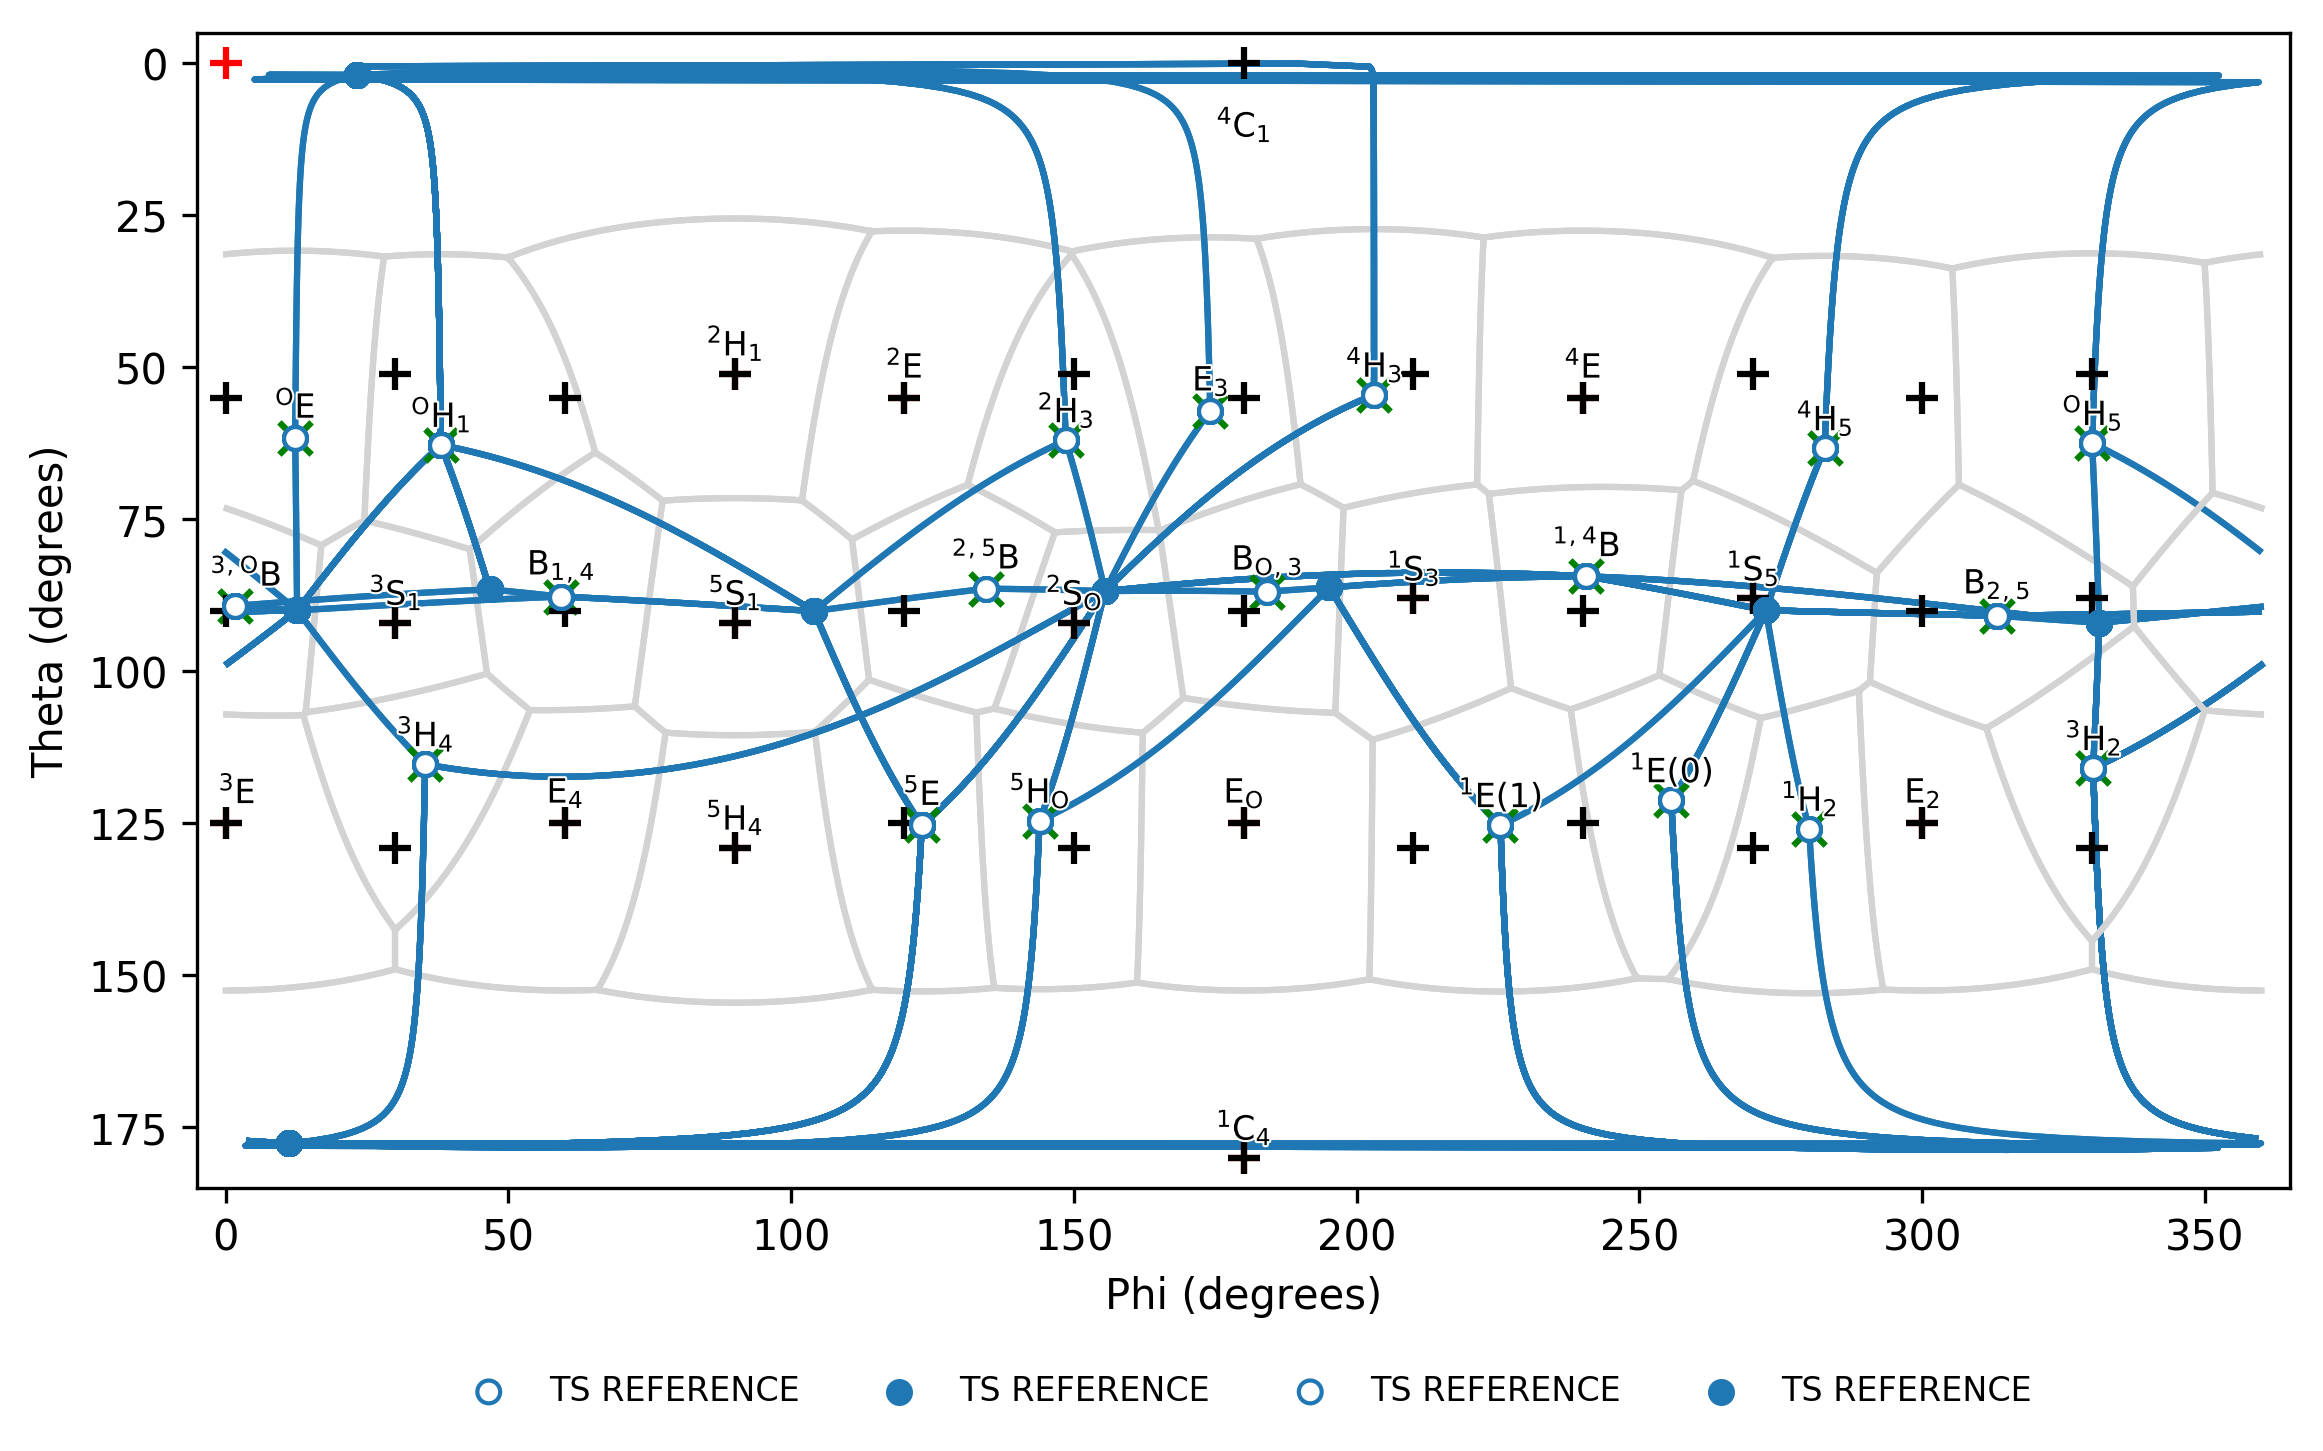 0
⁴C₁
25
²H₁
²E
⁴H₃
⁴E
50
ᴼE
ᴼH₁
²H₃
E₃
⁴H₅
ᴼH₅
75
³,ᴼB
³S₁
B₁,₄
⁵S₁
²,⁵B
²Sₒ
Bₒ,₃
¹S₃
¹,⁴B
¹S₅
B₂,₅
100
³H₄
³H₂
³E
E₄
⁵H₄
⁵E
⁵Hₒ
Eₒ
¹E(1)
¹E(0)
¹H₂
E₂
125
150
175
¹C₄
Theta (degrees)
0 50 100 150 200 250 300 350
Phi (degrees)
TS REFERENCE TS REFERENCE TS REFERENCE TS REFERENCE